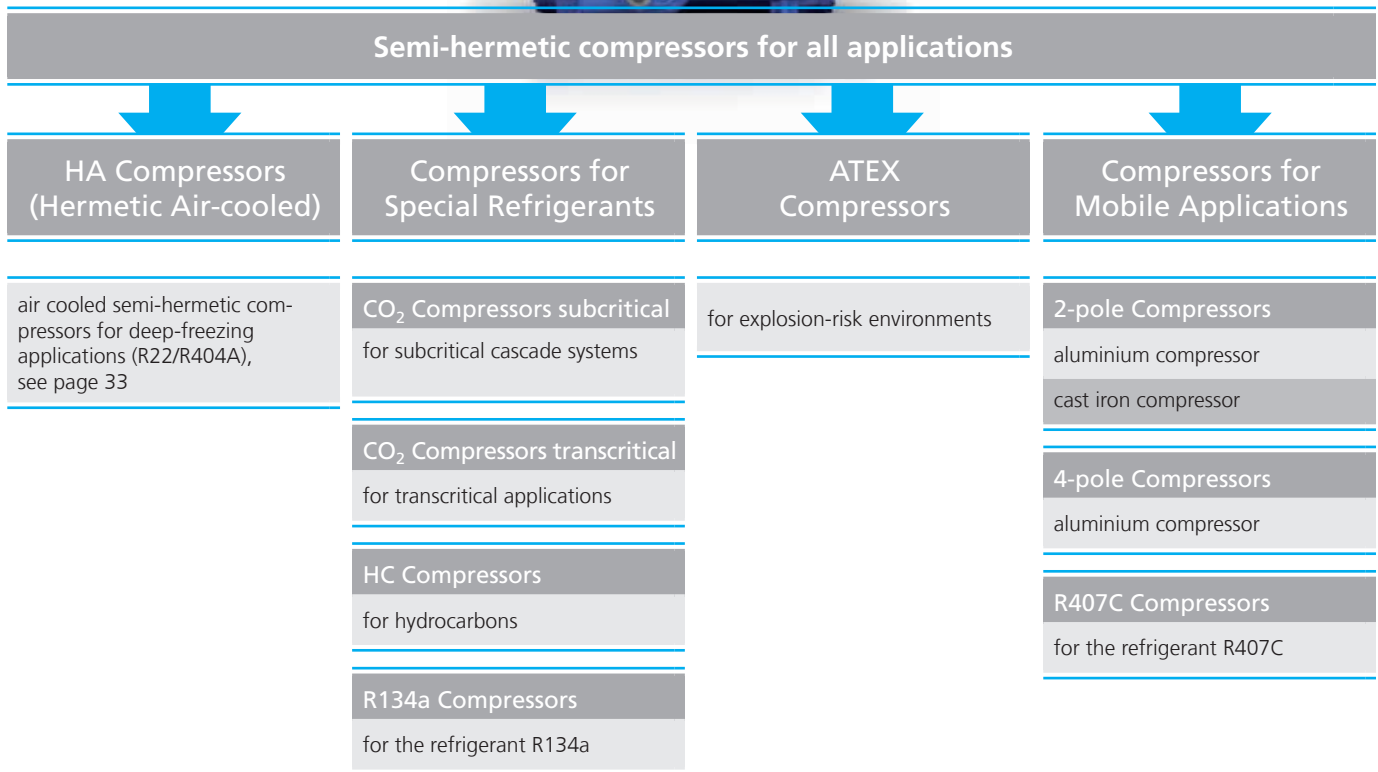 Semi-hermetic compressors for all applications
HA Compressors
(Hermetic Air-cooled)
air cooled semi-hermetic com-
pressors for deep-freezing
applications (R22/R404A),
see page 33
Compressors for
Special Refrigerants
CO₂ Compressors subcritical
for subcritical cascade systems
CO₂ Compressors transcritical
for transcritical applications
HC Compressors
for hydrocarbons
R134a Compressors
for the refrigerant R134a
ATEX
Compressors
for explosion-risk environments
Compressors for
Mobile Applications
2-pole Compressors
aluminium compressor
cast iron compressor
4-pole Compressors
aluminium compressor
R407C Compressors
for the refrigerant R407C